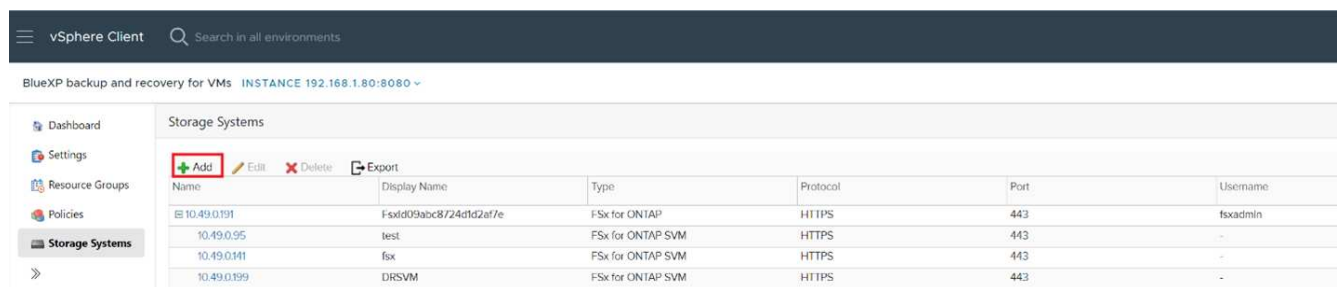 vSphere Client Search in all environments
BlueXP backup and recovery for VMs INSTANCE 192.168.1.80:8080
Dashboard
Settings
Resource Groups
Policies
Storage Systems
Storage Systems
Add Edit Delete Export
Name Display Name Type Protocol Port Username
10.49.0.191 FsxId09abc8724d1d2af7e FSx for ONTAP HTTPS 443 fsxadmin
10.49.0.95 test FSx for ONTAP SVM HTTPS 443 -
10.49.0.141 fsx FSx for ONTAP SVM HTTPS 443 -
10.49.0.199 DRSVM FSx for ONTAP SVM HTTPS 443 -